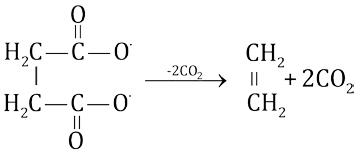 O
||
H₂C — C — O·
|
H₂C — C — O·
||
O
-2CO₂
CH₂
||
CH₂
+ 2CO₂